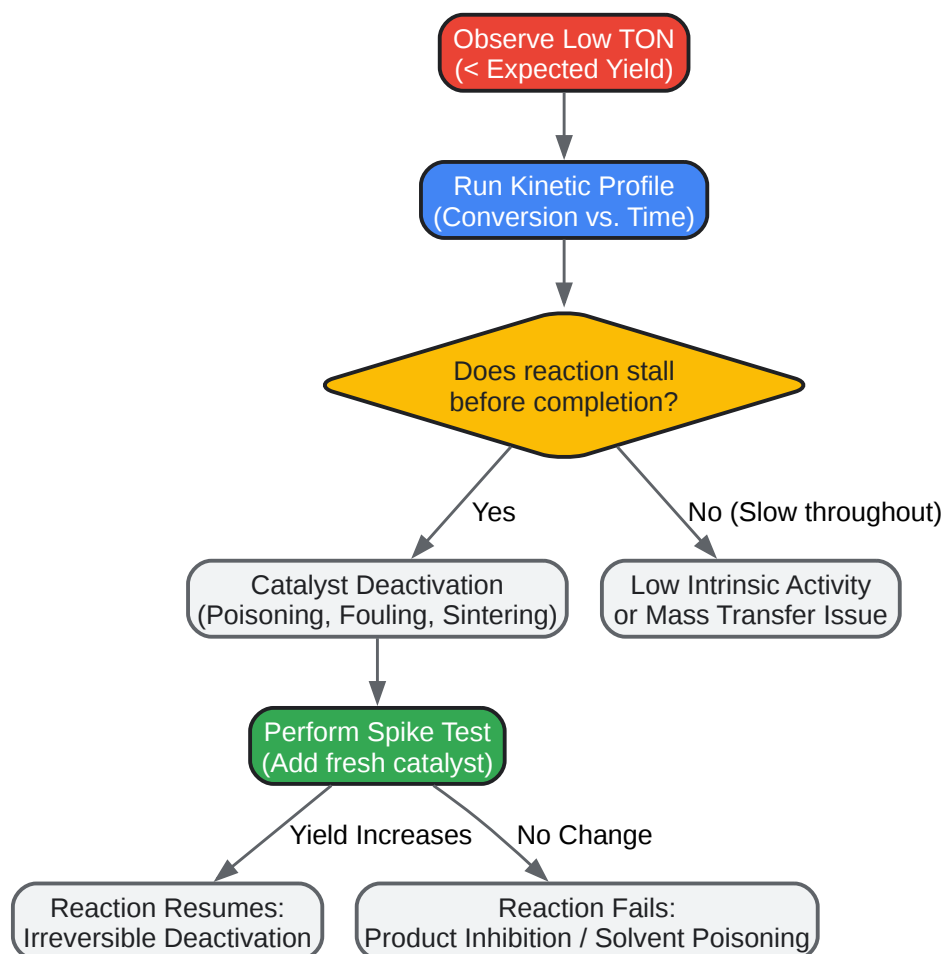 Observe Low TON
(< Expected Yield)
Run Kinetic Profile
(Conversion vs. Time)
Does reaction stall
before completion?
Yes
No (Slow throughout)
Catalyst Deactivation
(Poisoning, Fouling, Sintering)
Low Intrinsic Activity
or Mass Transfer Issue
Perform Spike Test
(Add fresh catalyst)
Yield Increases
No Change
Reaction Resumes:
Irreversible Deactivation
Reaction Fails:
Product Inhibition / Solvent Poisoning